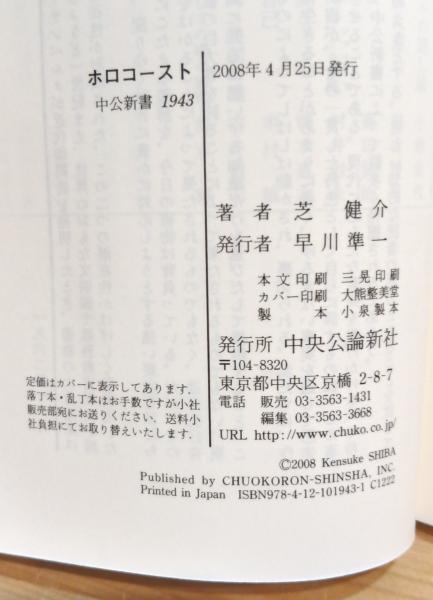 ホロコースト
中公新書 1943
2008年4月25日発行
著 者 芝 健 介
発行者 早川準一
本文印刷 三晃印刷
カバー印刷 大熊整美堂
製 本 小泉製本
発行所 中央公論新社
〒104-8320
東京都中央区京橋 2-8-7
電話 販売 03-3563-1431
編集 03-3563-3668
URL http://www.chuko.co.jp/
定価はカバーに表示してあります.
落丁本・乱丁本はお手数ですが小社
販売部宛にお送りください. 送料小
社負担にてお取り替えいたします.
©2008 Kensuke SHIBA
Published by CHUOKORON-SHINSHA, INC.
Printed in Japan ISBN978-4-12-101943-1 C1222